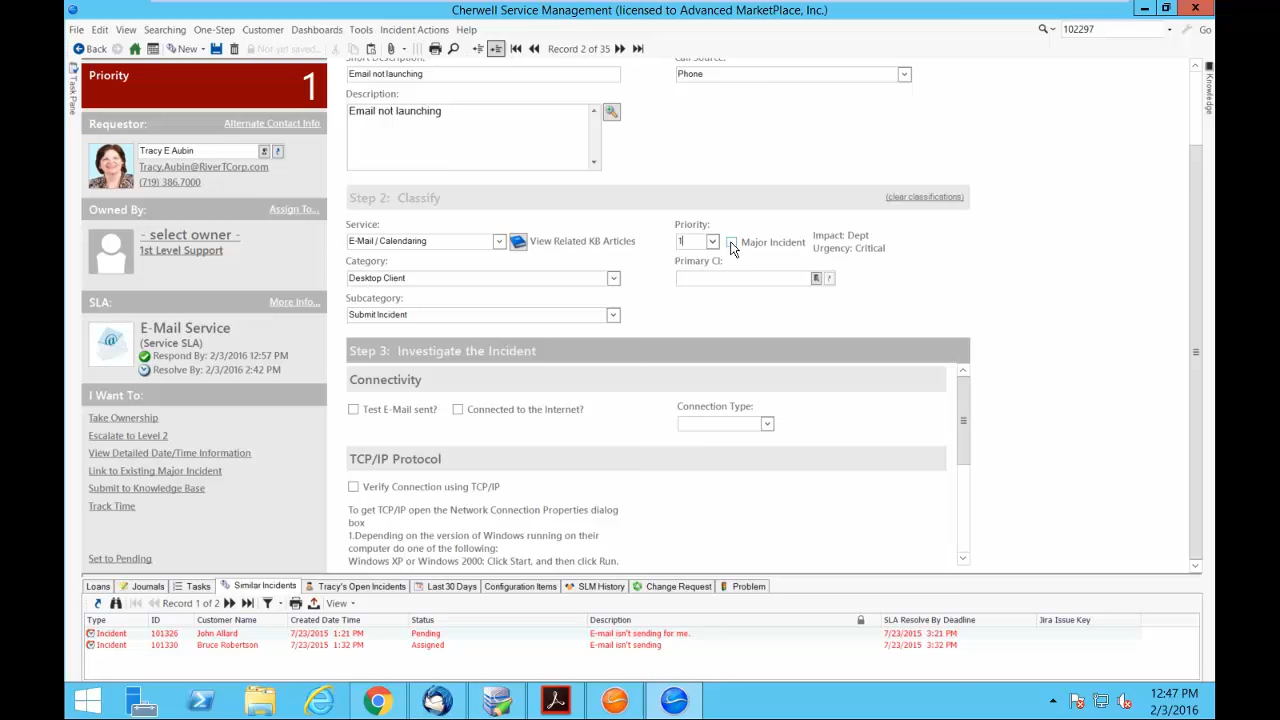 Cherwell Service Management (licensed to Advanced MarketPlace, Inc.)
File Edit View Searching One-Step Customer Dashboards Tools Incident Actions Help
102297
Go
Back New Not yet saved... Record 2 of 35
Task Pane
Knowledge
Priority 1
Requestor: Alternate Contact Info
Tracy E Aubin
Tracy.Aubin@RiverTCorp.com
(719) 386.7000
Owned By: Assign To...
- select owner -
1st Level Support
SLA: More Info...
E-Mail Service
(Service SLA)
Respond By: 2/3/2016 12:57 PM
Resolve By: 2/3/2016 2:42 PM
I Want To:
Take Ownership
Escalate to Level 2
View Detailed Date/Time Information
Link to Existing Major Incident
Submit to Knowledge Base
Track Time
Set to Pending
Short Description: Call Source:
Email not launching Phone
Description:
Email not launching
Step 2: Classify (clear classifications)
Service: Priority:
E-Mail / Calendaring View Related KB Articles 1 Major Incident
Impact: Dept
Urgency: Critical
Category: Primary CI:
Desktop Client
Subcategory:
Submit Incident
Step 3: Investigate the Incident
Connectivity
Test E-Mail sent? Connected to the Internet? Connection Type:
TCP/IP Protocol
Verify Connection using TCP/IP
To get TCP/IP open the Network Connection Properties dialog
box
1.Depending on the version of Windows running on their
computer do one of the following:
Windows XP or Windows 2000: Click Start, and then click Run.
Loans Journals Tasks Similar Incidents Tracy's Open Incidents Last 30 Days Configuration Items SLM History Change Request Problem
Record 1 of 2 View
Type ID Customer Name Created Date Time Status Description SLA Resolve By Deadline Jira Issue Key
Incident 101326 John Allard 7/23/2015 1:21 PM Pending E-mail isn't sending for me. 7/23/2015 3:21 PM
Incident 101330 Bruce Robertson 7/23/2015 1:32 PM Assigned E-mail isn't sending 7/23/2015 3:32 PM
12:47 PM
2/3/2016